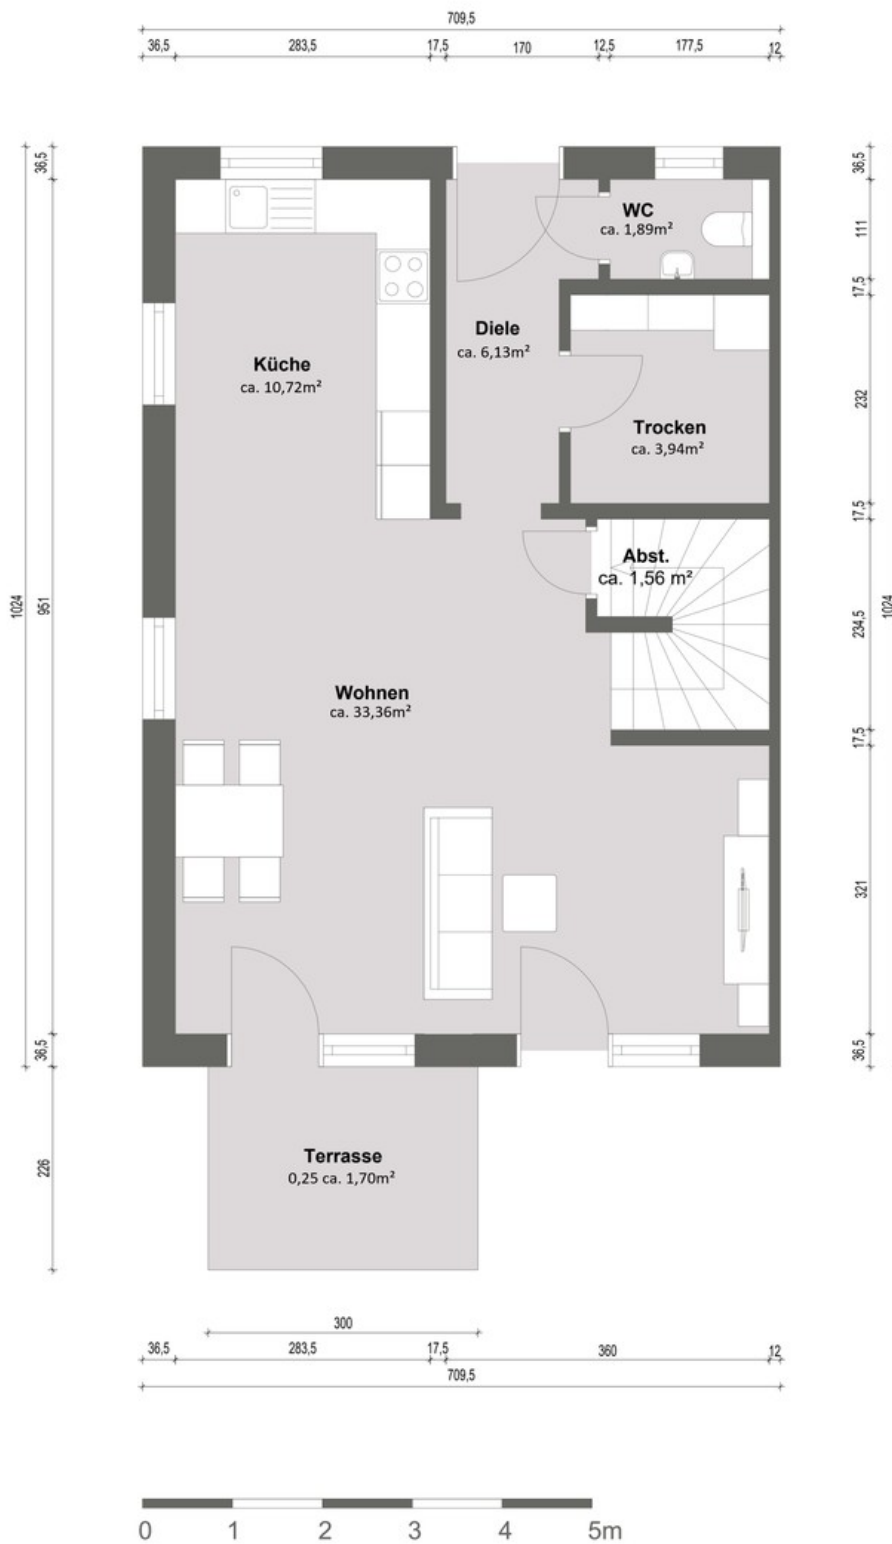 709,5
36,5 283,5 17,5 170 12,5 177,5 12
36,5
36,5
WC
ca. 1,89m²
111
17,5
Diele
ca. 6,13m²
Küche
ca. 10,72m²
232
Trocken
ca. 3,94m²
17,5
Abst.
ca. 1,56 m²
1024
951
234,5
1024
Wohnen
ca. 33,36m²
17,5
321
36,5
36,5
Terrasse
0,25 ca. 1,70m²
226
300
36,5 283,5 17,5 360 12
709,5
0 1 2 3 4 5m